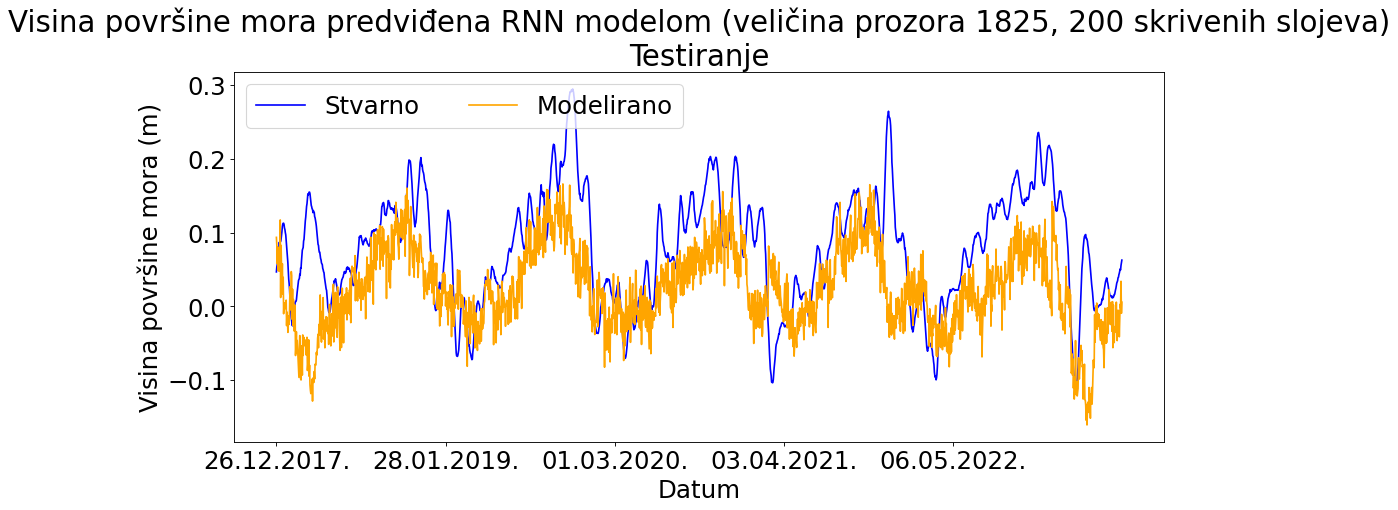 Visina površine mora predviđena RNN modelom (veličina prozora 1825, 200 skrivenih slojeva)
Testiranje
Stvarno
Modelirano
Visina površine mora (m)
0.3
0.2
0.1
0.0
−0.1
26.12.2017.
28.01.2019.
01.03.2020.
03.04.2021.
06.05.2022.
Datum